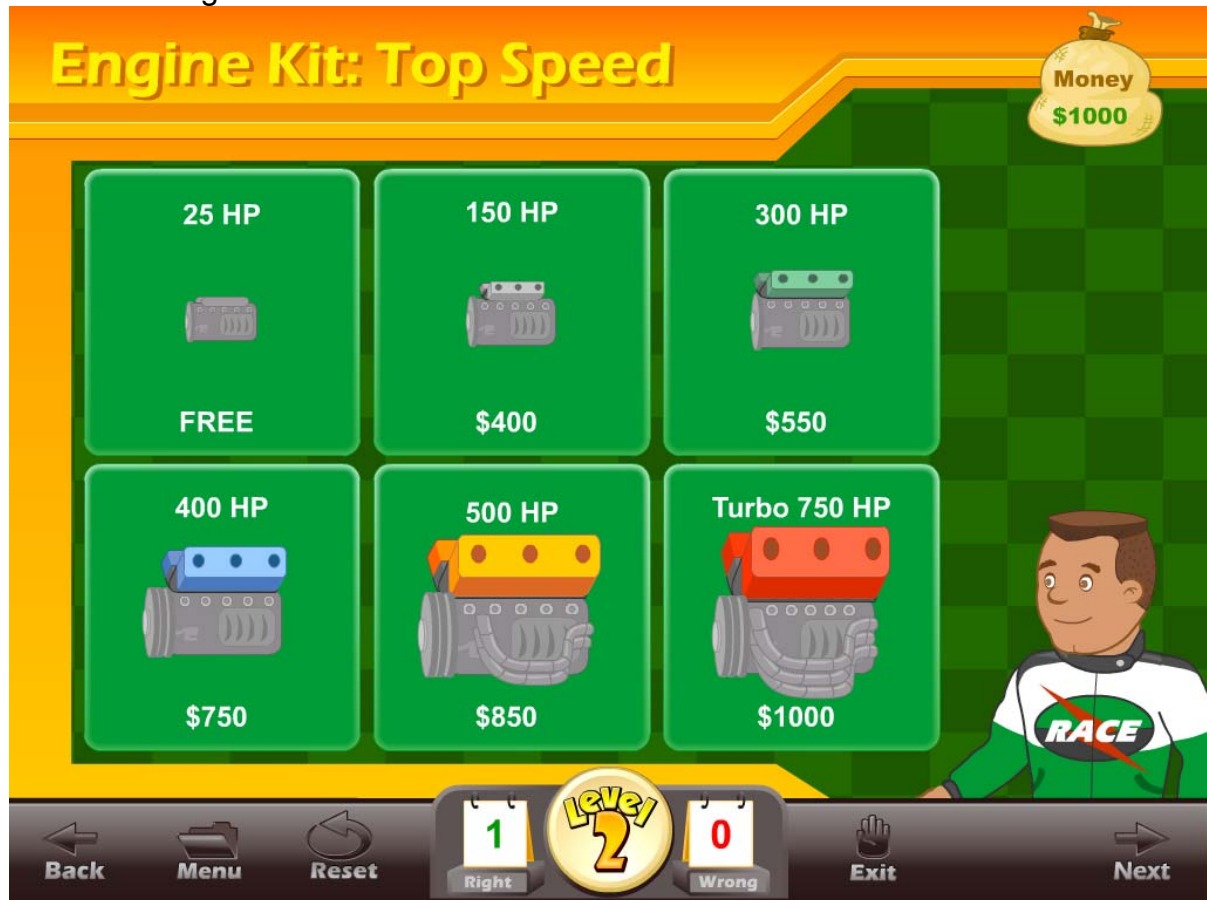 Engine Kit: Top Speed
Money
$1000
25 HP
FREE
150 HP
$400
300 HP
$550
400 HP
$750
500 HP
$850
Turbo 750 HP
$1000
RACE
Back
Menu
Reset
1
Right
Level
2
0
Wrong
Exit
Next